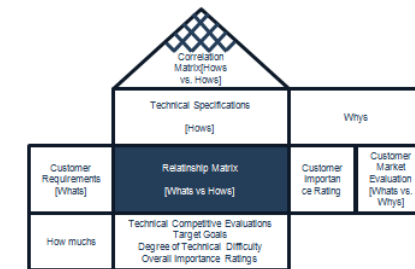 Correlation
Matrix[Hows
vs. Hows]
Technical Specifications
[Hows]
Whys
Customer
Requirements
[Whats]
Relatinship Matrix
[Whats vs Hows]
Customer
Importan
ce Rating
Customer
Market
Evaluation
[Whats vs.
Whys]
How muchs
Technical Competitive Evaluations
Target Goals
Degree of Technical Difficulty
Overall Importance Ratings